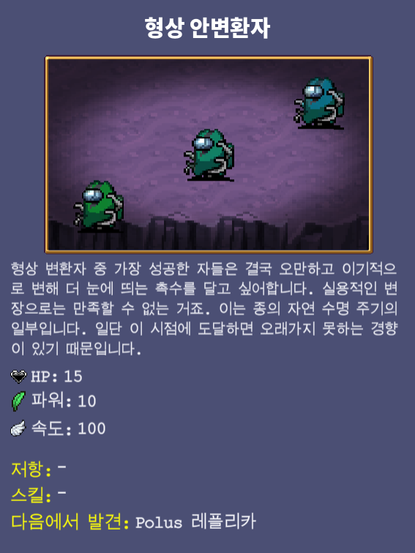 형상 안변환자
형상 변환자 중 가장 성공한 자들은 결국 오만하고 이기적으
로 변해 더 눈에 띄는 촉수를 달고 싶어합니다. 실용적인 변
장으로는 만족할 수 없는 거죠. 이는 종의 자연 수명 주기의
일부입니다. 일단 이 시점에 도달하면 오래가지 못하는 경향
이 있기 때문입니다.
HP: 15
파워: 10
속도: 100
저항: -
스킬: -
다음에서 발견: Polus 레플리카